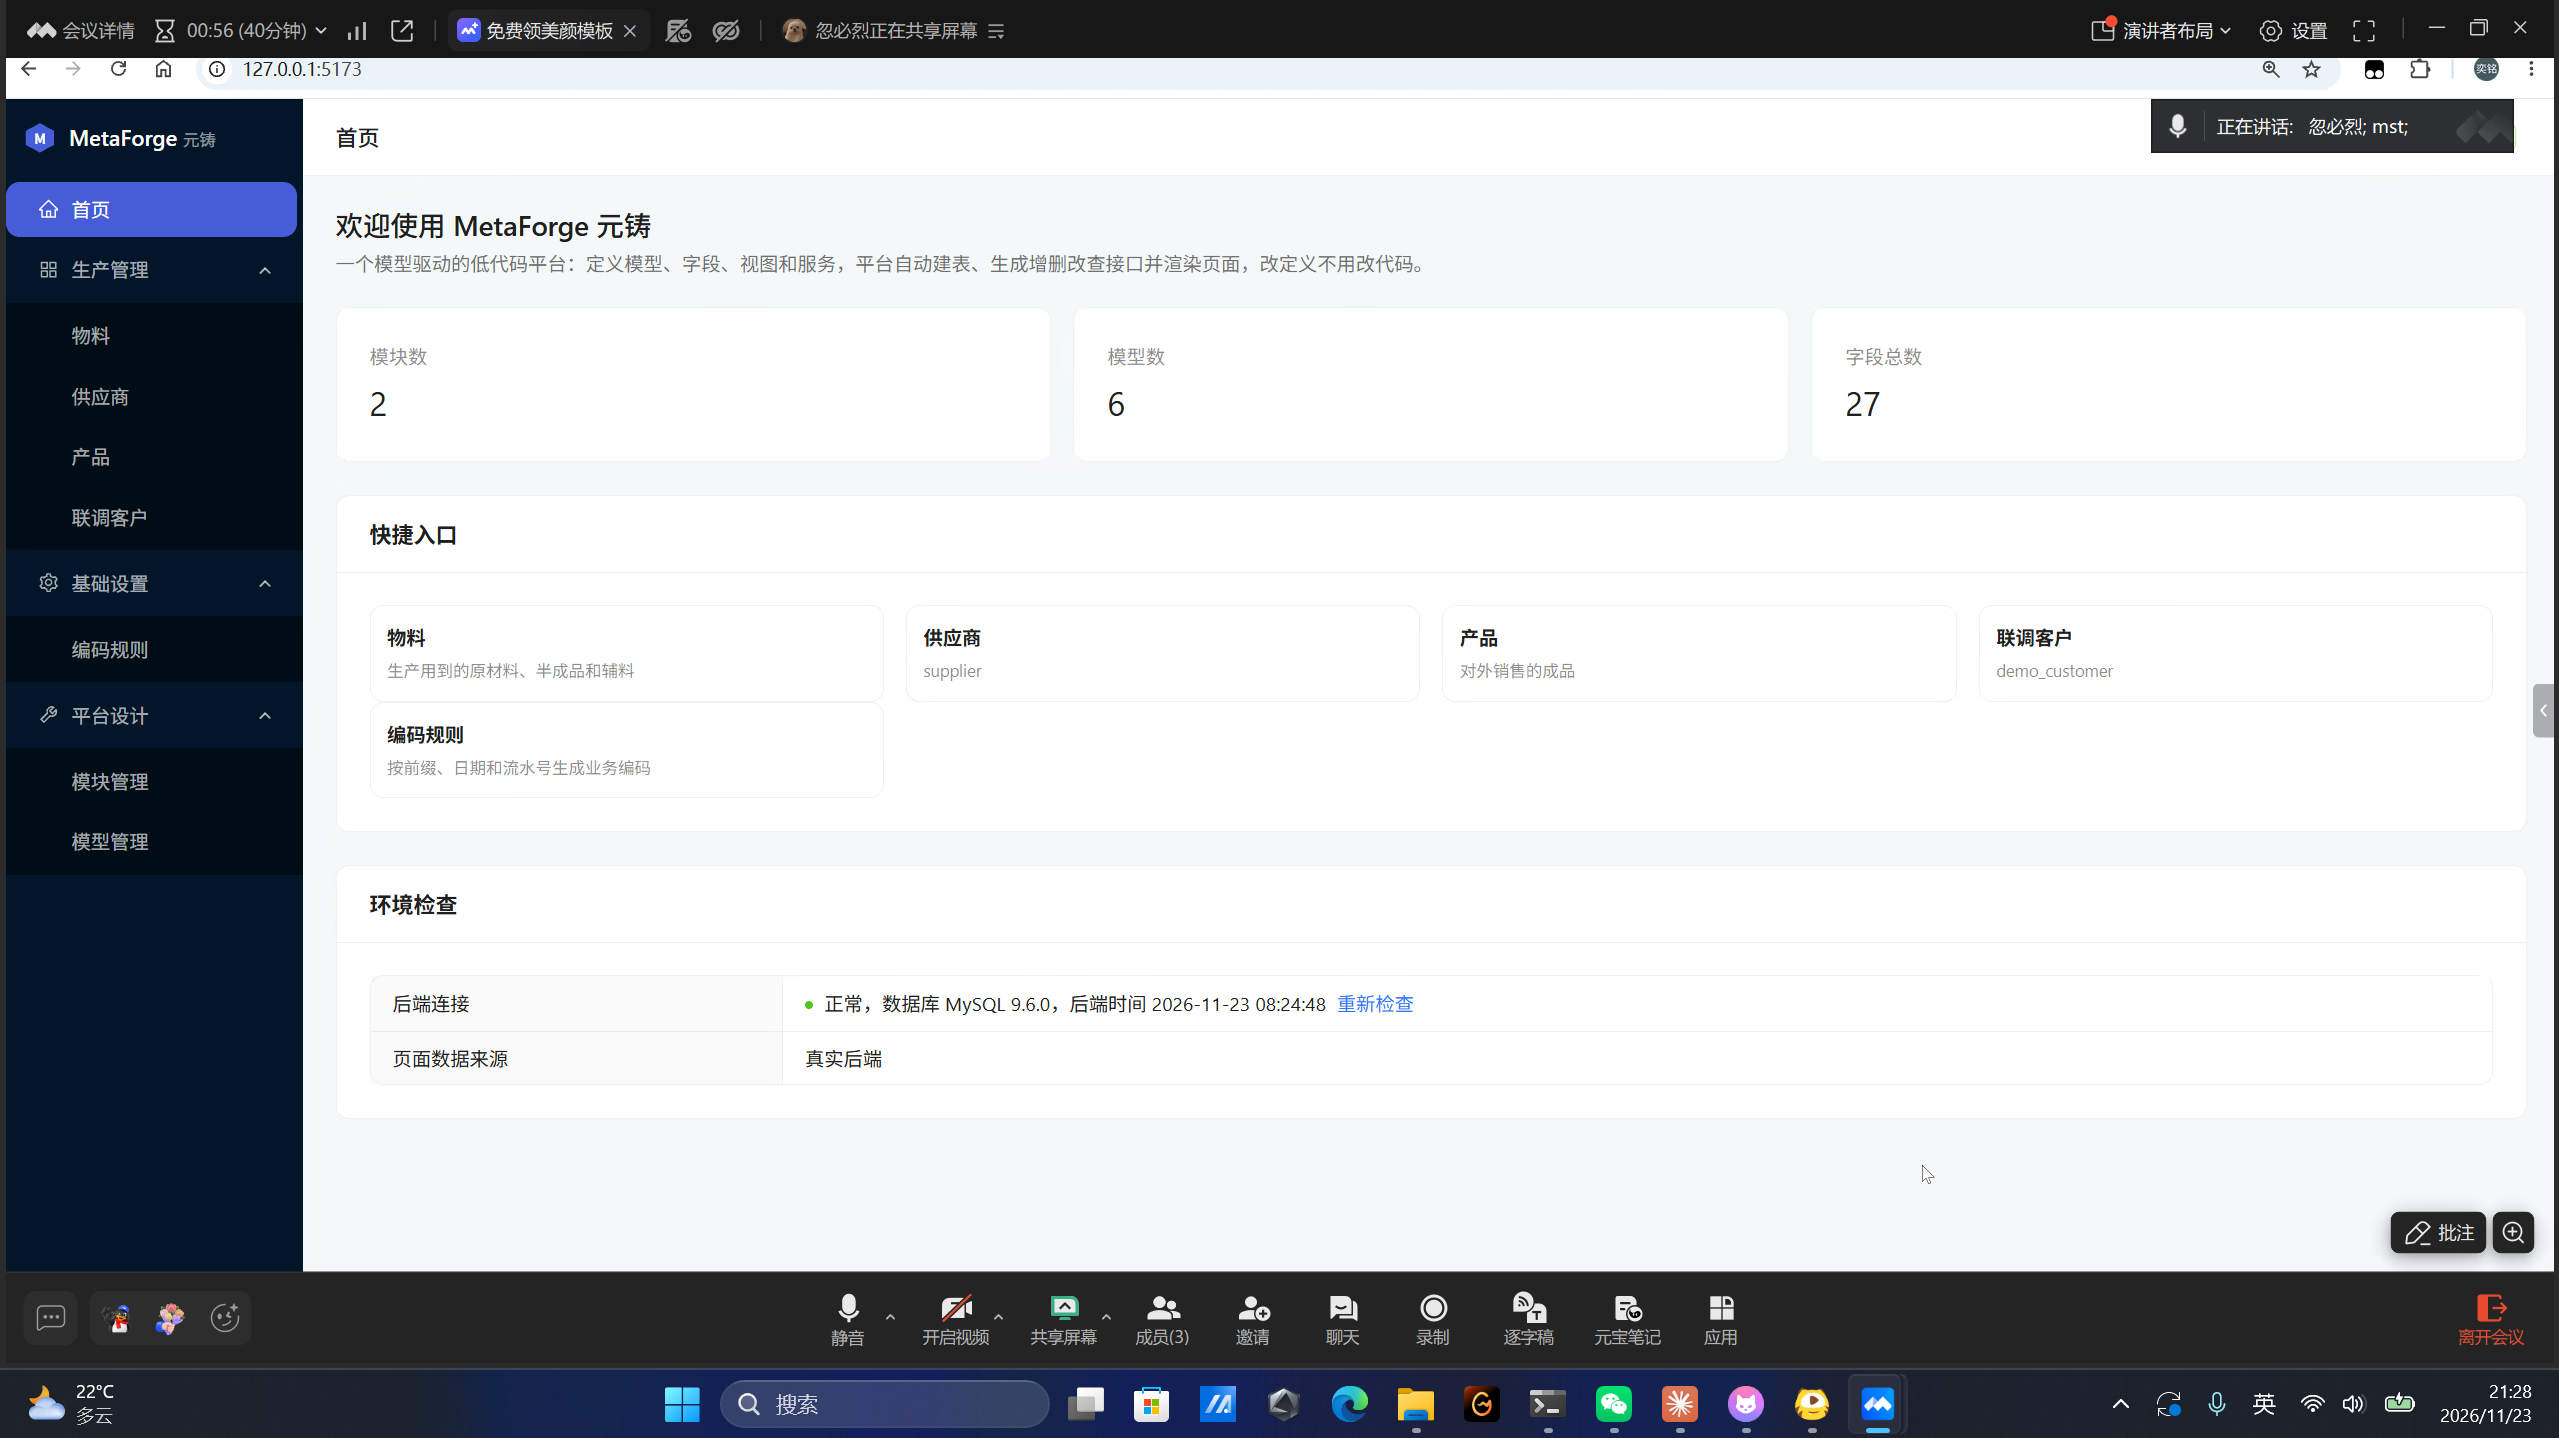 会议详情 00:56 (40分钟) 免费领美颜模板 忽必烈正在共享屏幕 演讲者布局 设置
127.0.0.1:5173 奕铭
M MetaForge 元铸
首页
正在讲话: 忽必烈; mst;
首页
生产管理
物料
供应商
产品
联调客户
基础设置
编码规则
平台设计
模块管理
模型管理
欢迎使用 MetaForge 元铸
一个模型驱动的低代码平台：定义模型、字段、视图和服务，平台自动建表、生成增删改查接口并渲染页面，改定义不用改代码。
模块数
2
模型数
6
字段总数
27
快捷入口
物料
生产用到的原材料、半成品和辅料
供应商
supplier
产品
对外销售的成品
联调客户
demo_customer
编码规则
按前缀、日期和流水号生成业务编码
环境检查
后端连接 正常，数据库 MySQL 9.6.0，后端时间 2026-11-23 08:24:48 重新检查
页面数据来源 真实后端
批注
静音 开启视频 共享屏幕 成员(3) 邀请 聊天 录制 逐字稿 元宝笔记 应用 离开会议
22°C
多云
搜索
英
21:28
2026/11/23